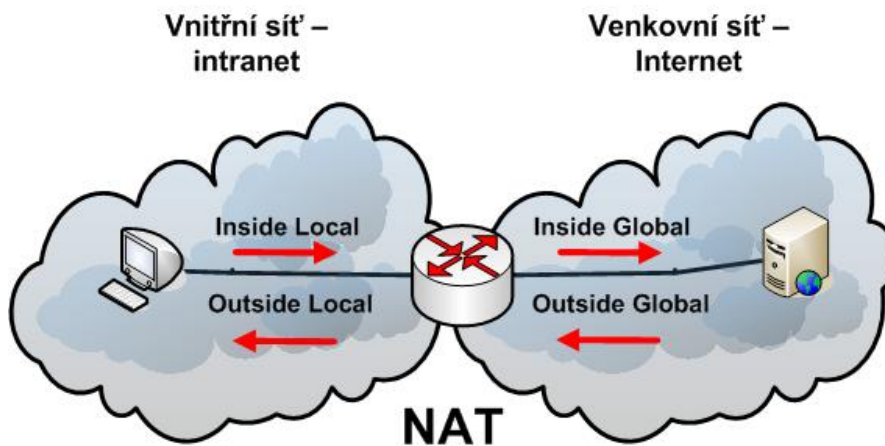 Vnitřní síť –
intranet
Venkovní síť –
Internet
Inside Local
Inside Global
Outside Local
Outside Global
NAT